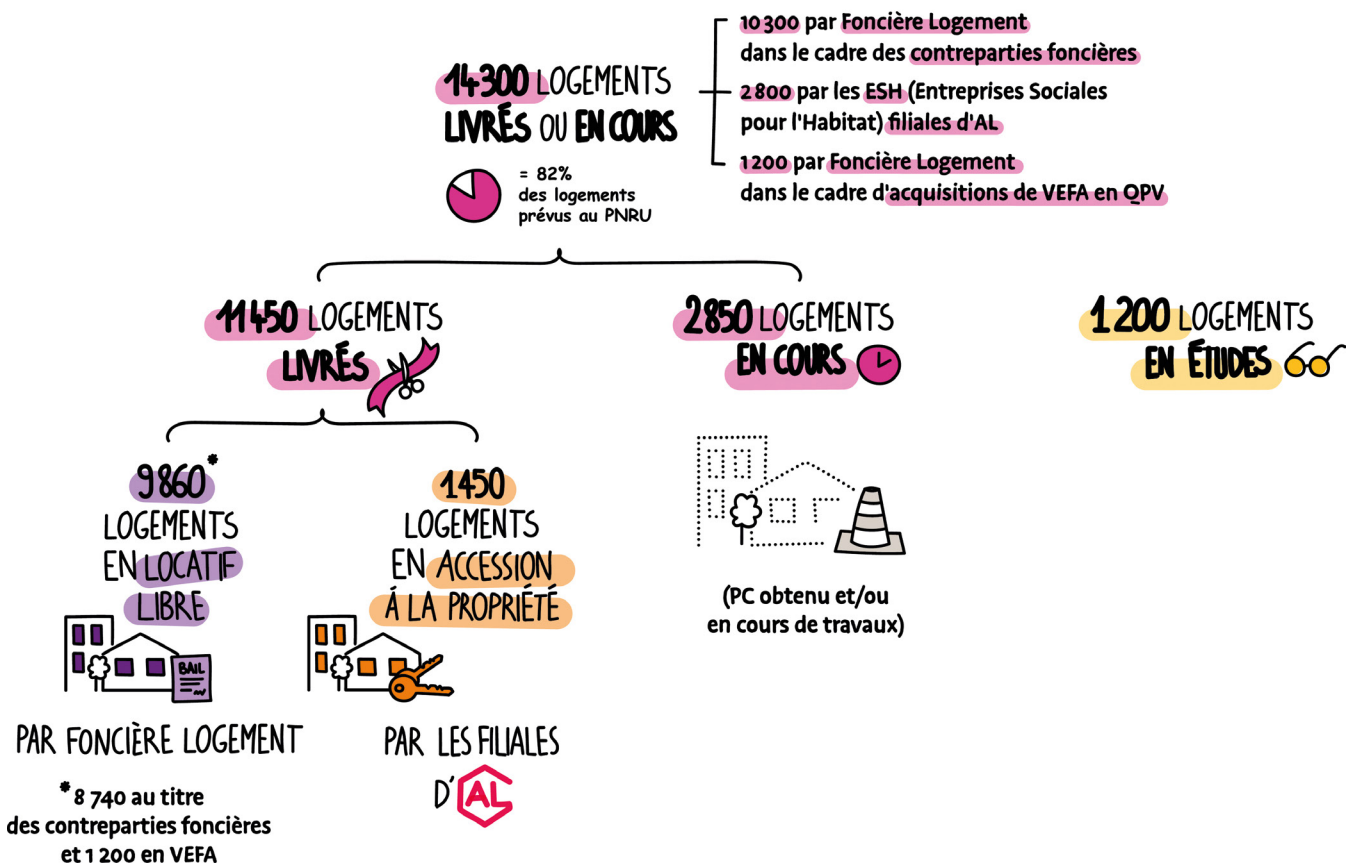 14300 LOGEMENTS
LIVRÉS OU EN COURS
= 82%
des logements
prévus au PNRU
10 300 par Foncière Logement
dans le cadre des contreparties foncières
2 800 par les ESH (Entreprises Sociales
pour l'Habitat) filiales d'AL
1 200 par Foncière Logement
dans le cadre d'acquisitions de VEFA en QPV
11450 LOGEMENTS
LIVRÉS
2850 LOGEMENTS
EN COURS
1200 LOGEMENTS
EN ÉTUDES
9860*
LOGEMENTS
EN LOCATIF
LIBRE
BAIL
PAR FONCIÈRE LOGEMENT
* 8 740 au titre
des contreparties foncières
et 1 200 en VEFA
1450
LOGEMENTS
EN ACCESSION
À LA PROPRIÉTÉ
PAR LES FILIALES
D'AL
(PC obtenu et/ou
en cours de travaux)